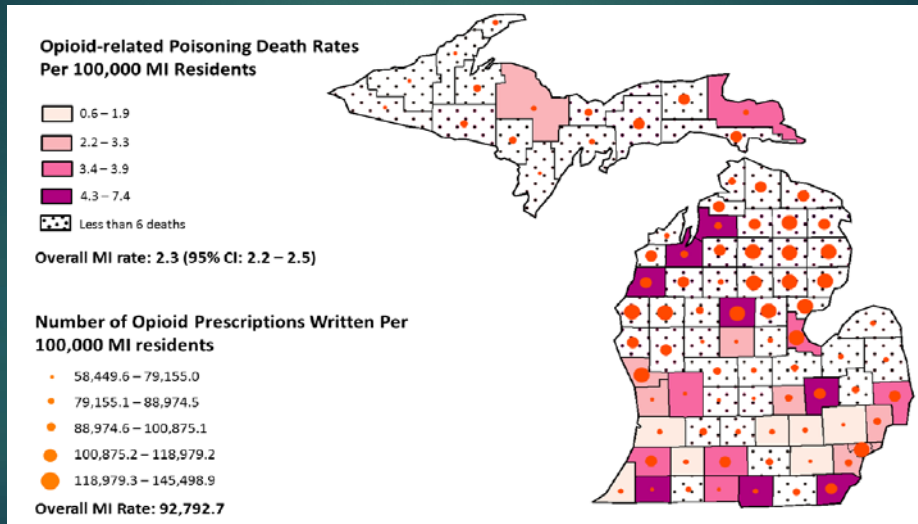 Opioid-related Poisoning Death Rates
Per 100,000 MI Residents
0.6 – 1.9
2.2 – 3.3
3.4 – 3.9
4.3 – 7.4
Less than 6 deaths
Overall MI rate: 2.3 (95% CI: 2.2 – 2.5)
Number of Opioid Prescriptions Written Per
100,000 MI residents
58,449.6 – 79,155.0
79,155.1 – 88,974.5
88,974.6 – 100,875.1
100,875.2 – 118,979.2
118,979.3 – 145,498.9
Overall MI Rate: 92,792.7